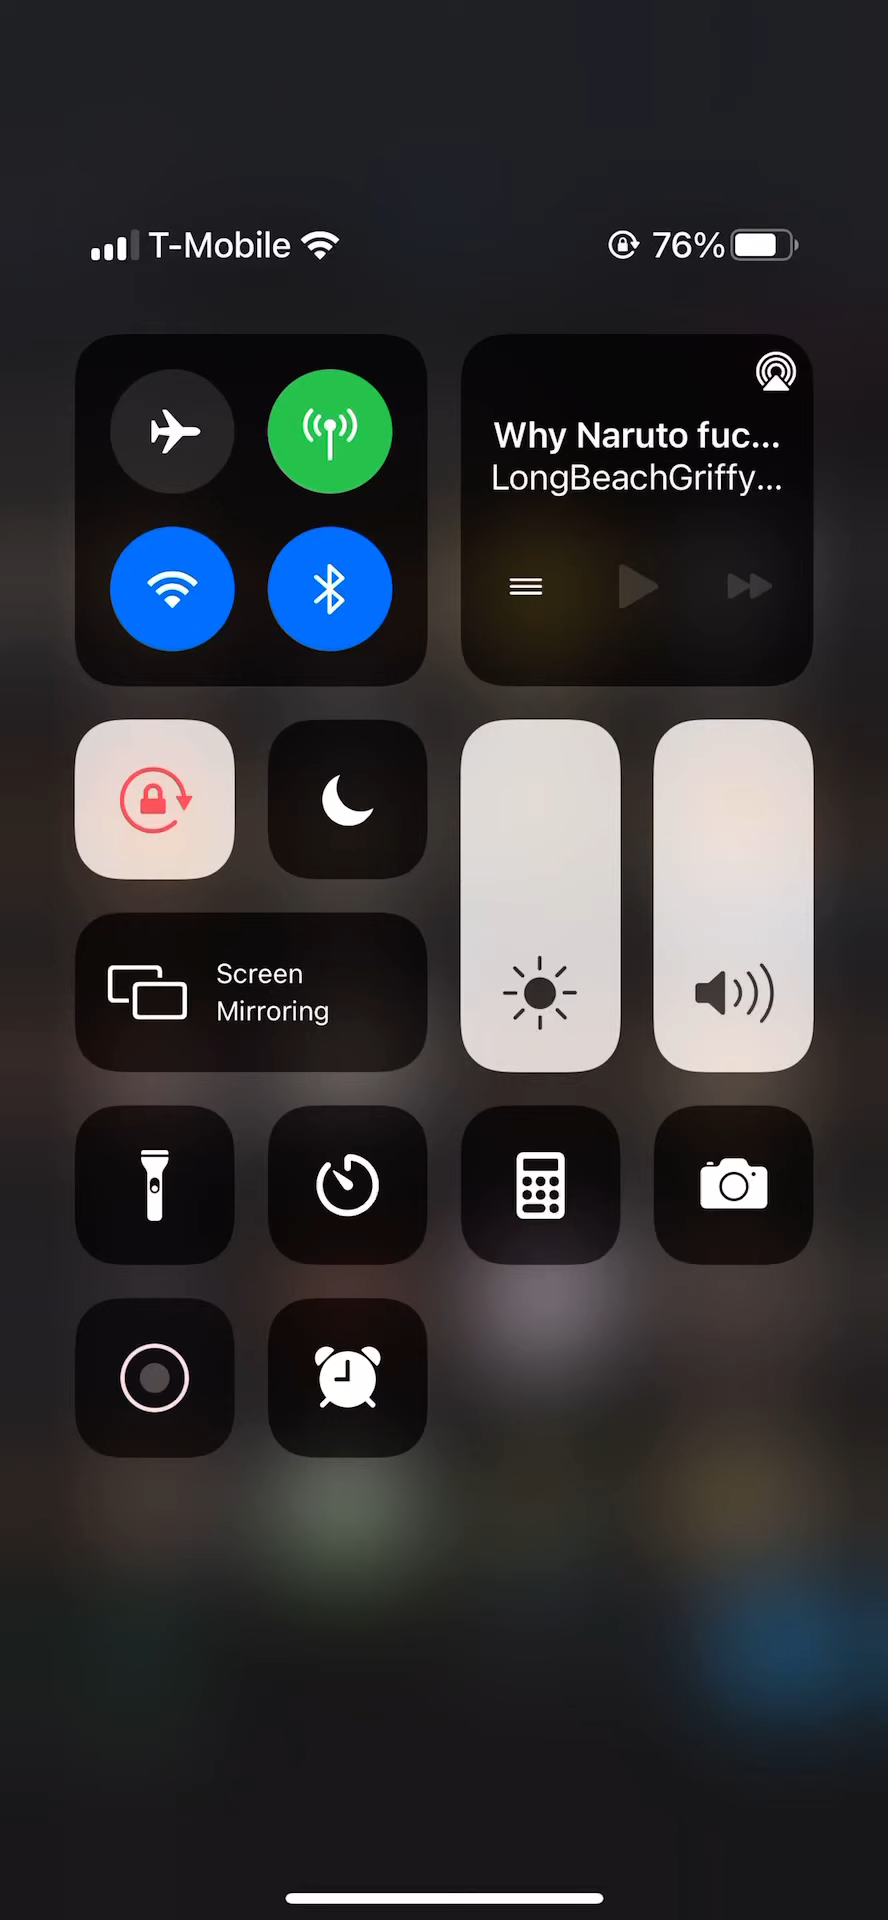 T-Mobile
76%
Why Naruto fuc...
LongBeachGriffy...
Screen
Mirroring